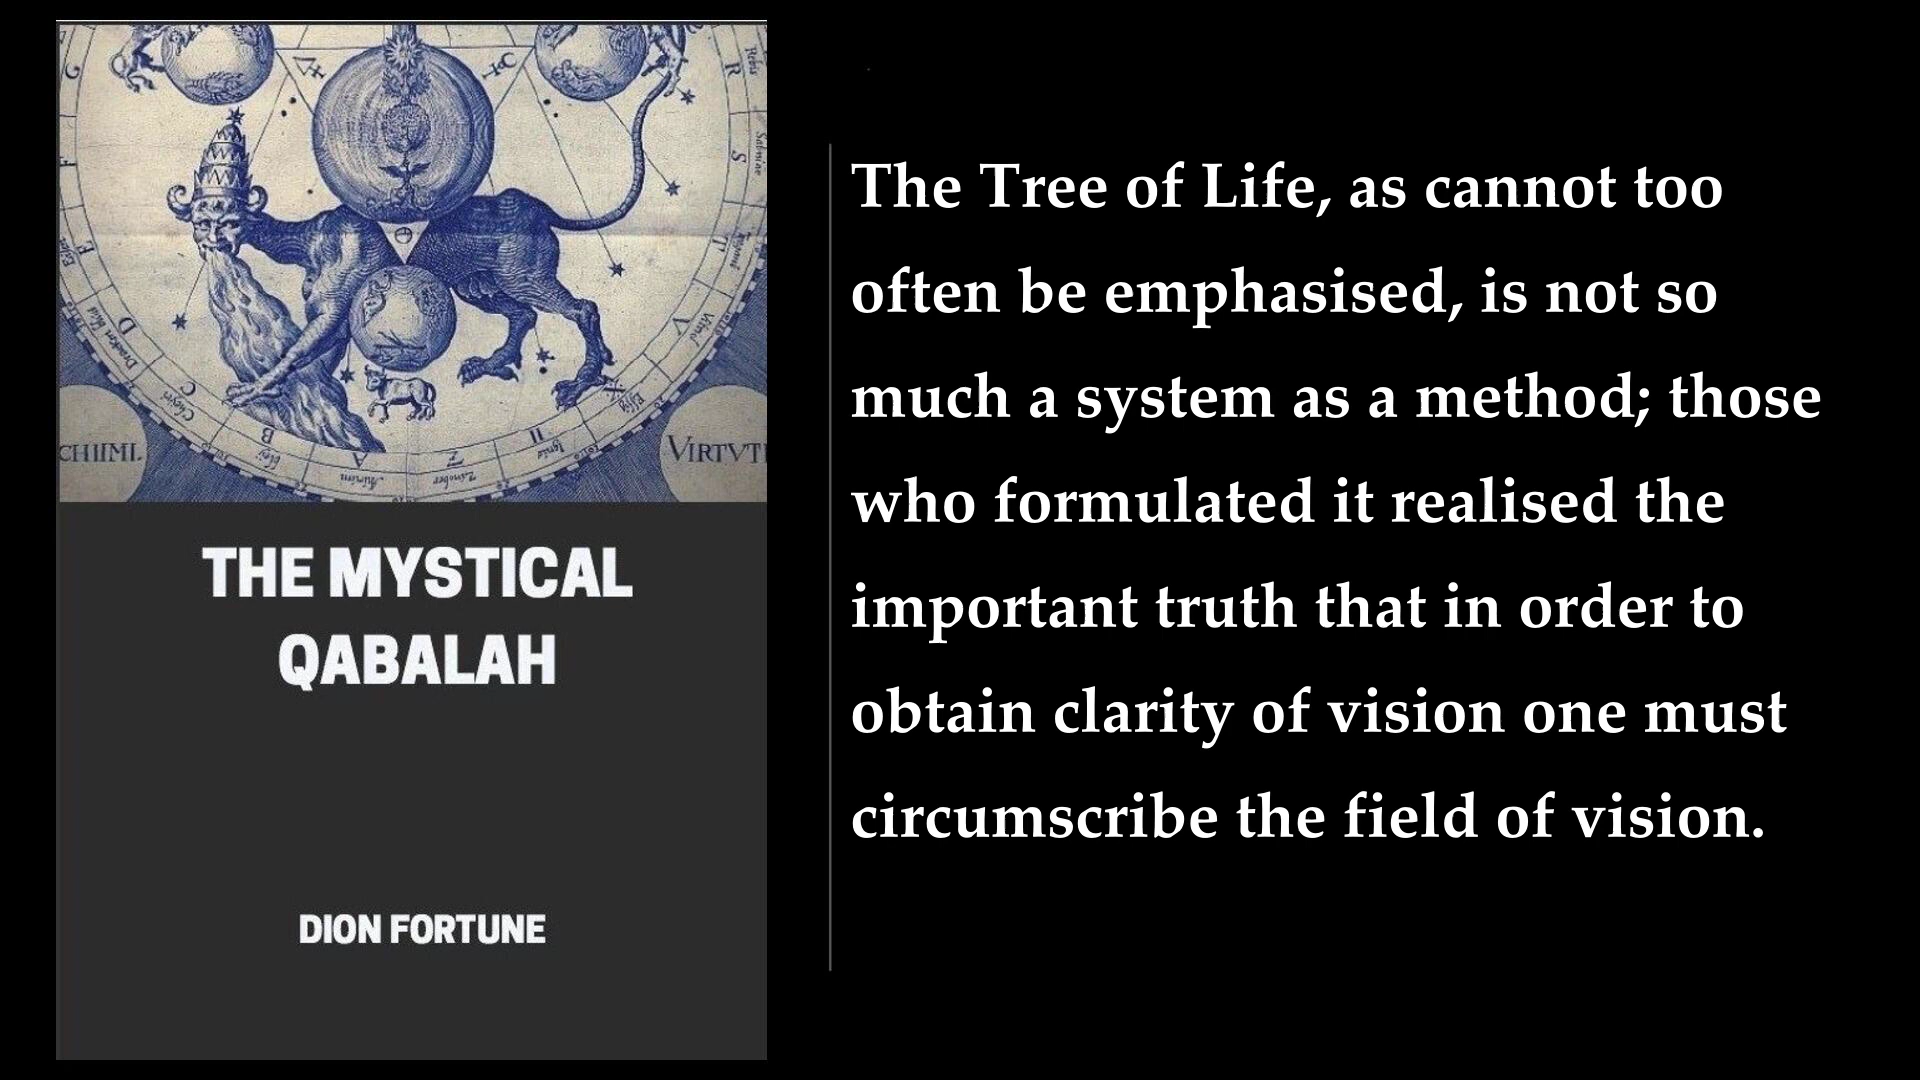 CHIIMI.
VIRTVTI
THE MYSTICAL
QABALAH
DION FORTUNE
The Tree of Life, as cannot too
often be emphasised, is not so
much a system as a method; those
who formulated it realised the
important truth that in order to
obtain clarity of vision one must
circumscribe the field of vision.